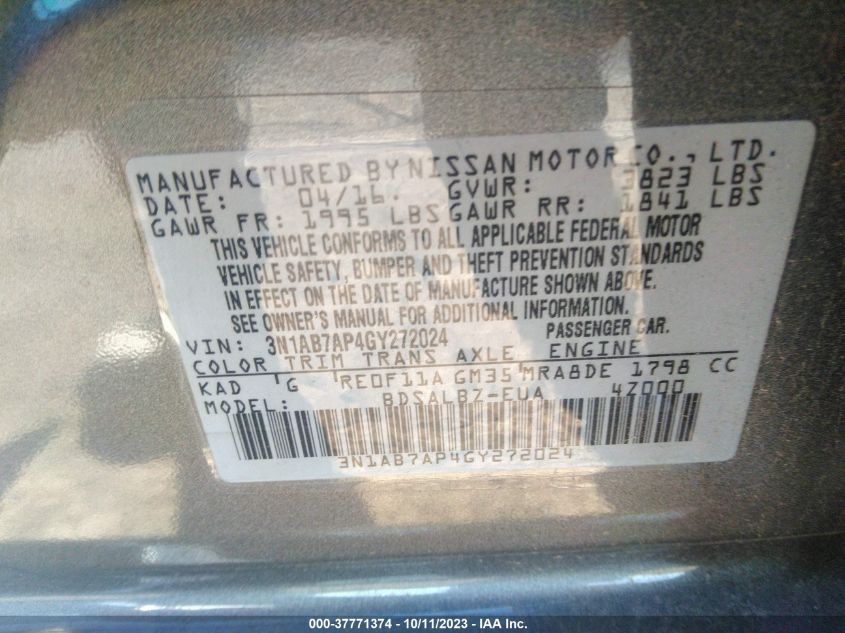 MANUFACTURED BY NISSAN MOTOR CO., LTD.
DATE: 04/16. GVWR: 3823 LBS
GAWR FR: 1995 LBS GAWR RR: 1841 LBS
THIS VEHICLE CONFORMS TO ALL APPLICABLE FEDERAL MOTOR
VEHICLE SAFETY, BUMPER AND THEFT PREVENTION STANDARDS
IN EFFECT ON THE DATE OF MANUFACTURE SHOWN ABOVE.
SEE OWNER'S MANUAL FOR ADDITIONAL INFORMATION.
VIN: 3N1AB7AP4GY272024 PASSENGER CAR.
COLOR TRIM TRANS AXLE ENGINE
KAD G RE0F11A GM35 MRA8DE 1798 CC
MODEL: BDSALBZ-EUA 4Z000
3N1AB7AP4GY272024
000-37771374 - 10/11/2023 - IAA Inc.